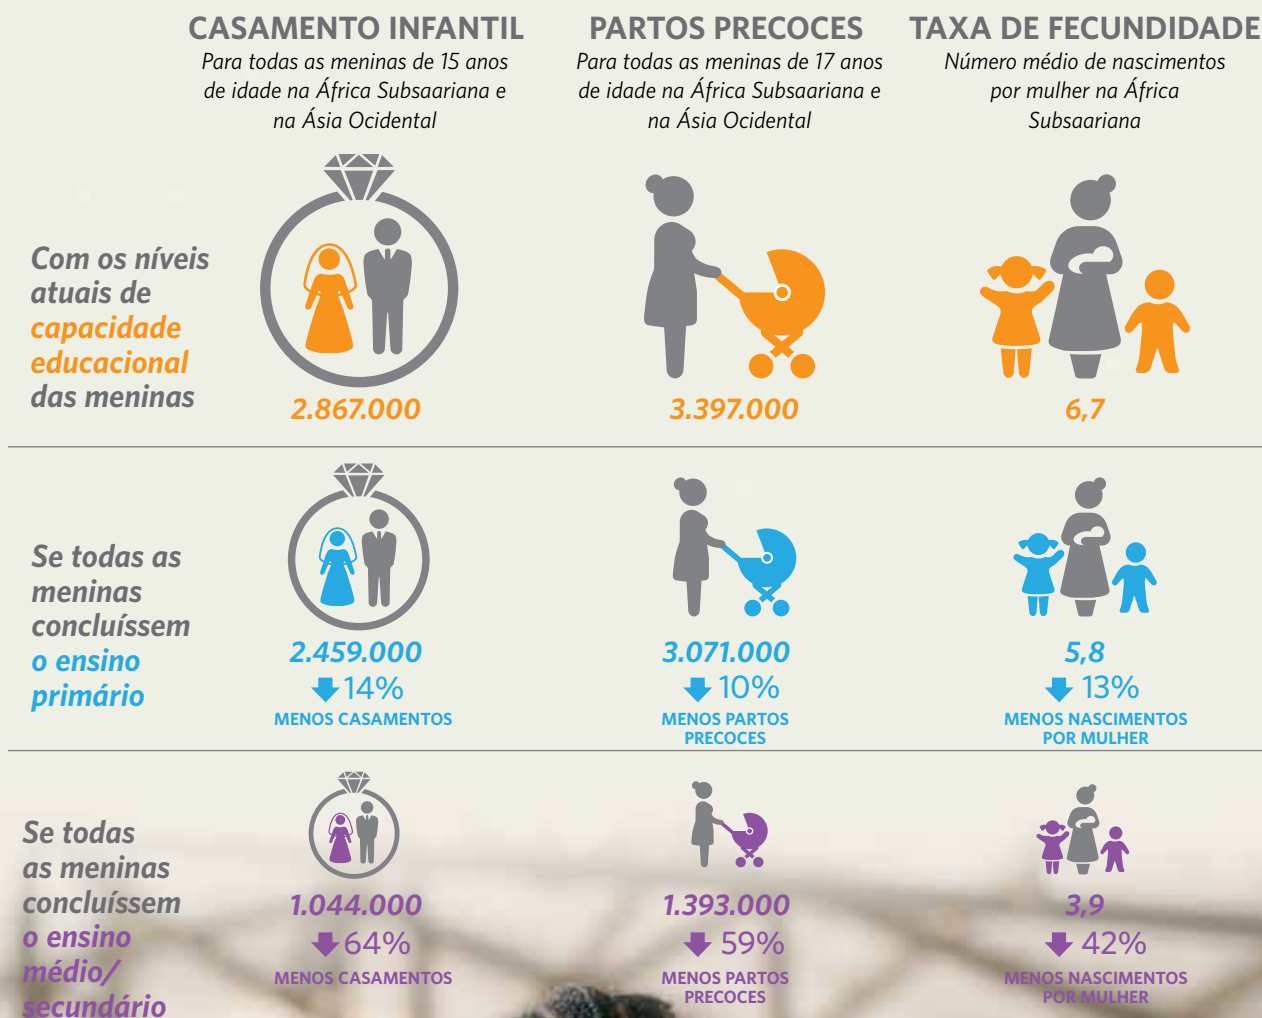 CASAMENTO INFANTIL
Para todas as meninas de 15 anos
de idade na África Subsaariana e
na Ásia Ocidental
PARTOS PRECOCES
Para todas as meninas de 17 anos
de idade na África Subsaariana e
na Ásia Ocidental
TAXA DE FECUNDIDADE
Número médio de nascimentos
por mulher na África
Subsaariana
Com os níveis
atuais de
capacidade
educacional
das meninas
2.867.000
3.397.000
6,7
Se todas as
meninas
concluíssem
o ensino
primário
2.459.000
14%
MENOS CASAMENTOS
3.071.000
10%
MENOS PARTOS
PRECOCES
5,8
13%
MENOS NASCIMENTOS
POR MULHER
Se todas
as meninas
concluíssem
o ensino
médio/
secundário
1.044.000
64%
MENOS CASAMENTOS
1.393.000
59%
MENOS PARTOS
PRECOCES
3,9
42%
MENOS NASCIMENTOS
POR MULHER